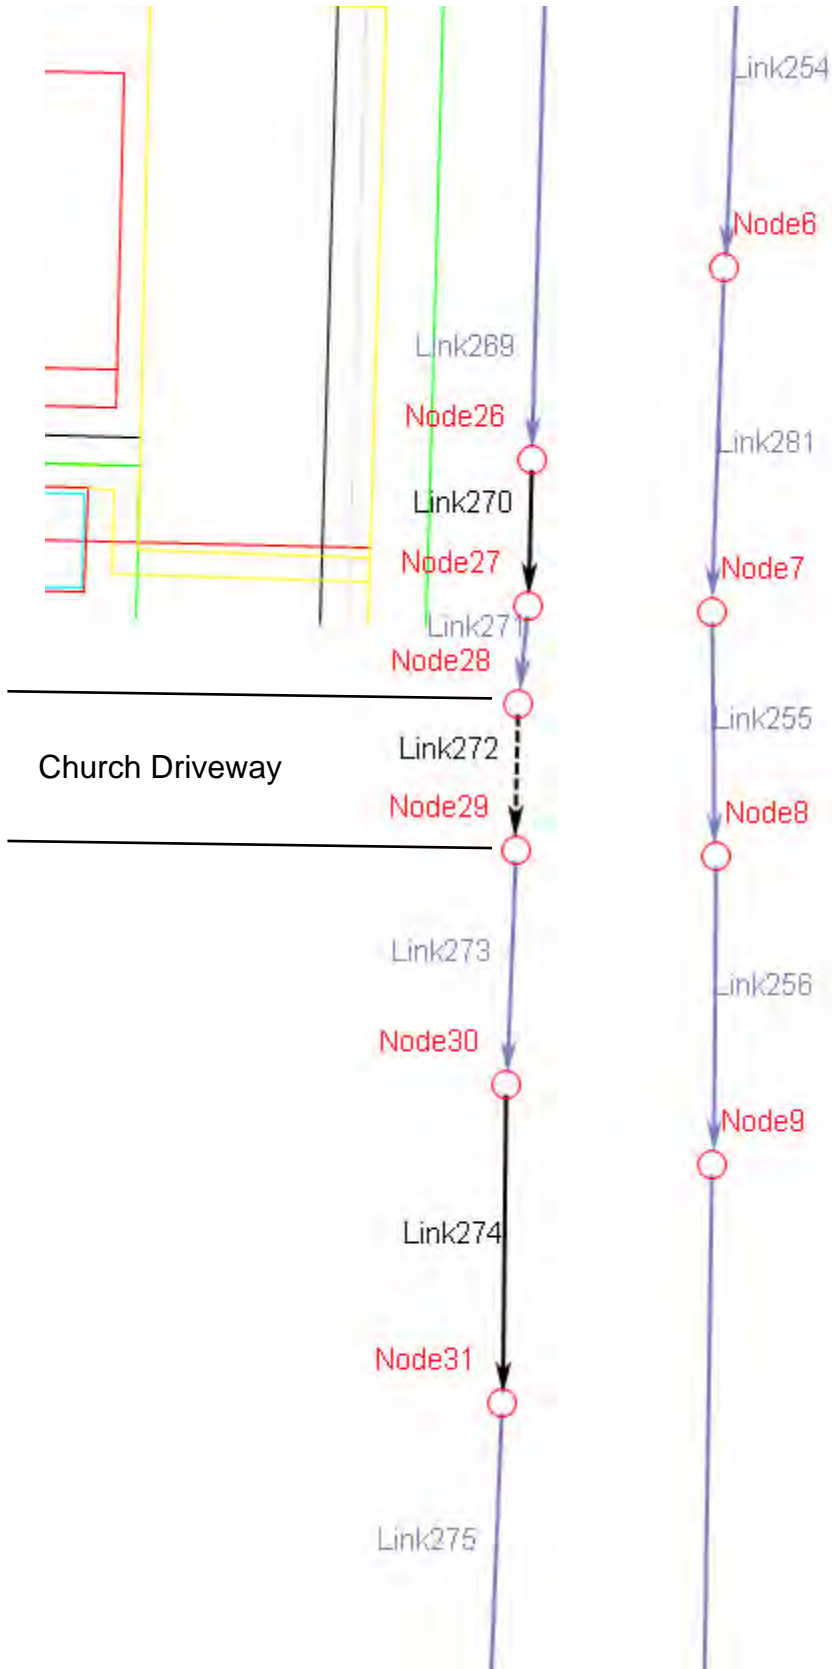 Link254
Node6
Link269
Node26
Link281
Link270
Node27
Node7
Link271
Node28
Link255
Link272
Church Driveway
Node29
Node8
Link273
Link256
Node30
Node9
Link274
Node31
Link275